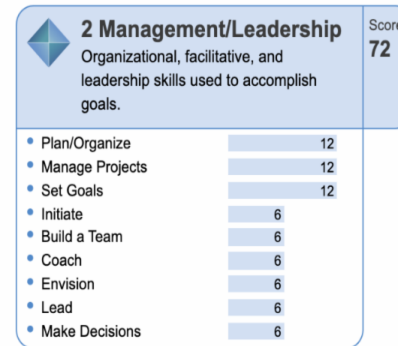 2 Management/Leadership
Organizational, facilitative, and
leadership skills used to accomplish
goals.
Score
72
• Plan/Organize 12
• Manage Projects 12
• Set Goals 12
• Initiate 6
• Build a Team 6
• Coach 6
• Envision 6
• Lead 6
• Make Decisions 6